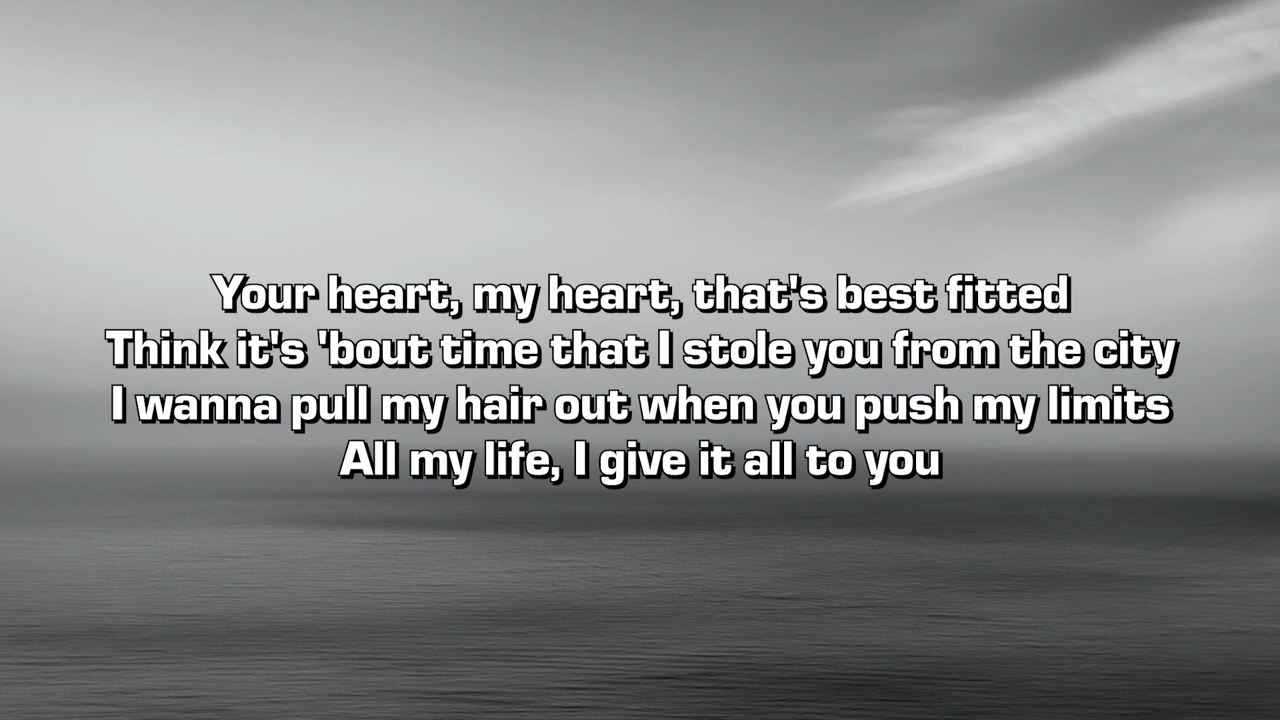 Your heart, my heart, that's best fitted
Think it's 'bout time that I stole you from the city
I wanna pull my hair out when you push my limits
All my life, I give it all to you